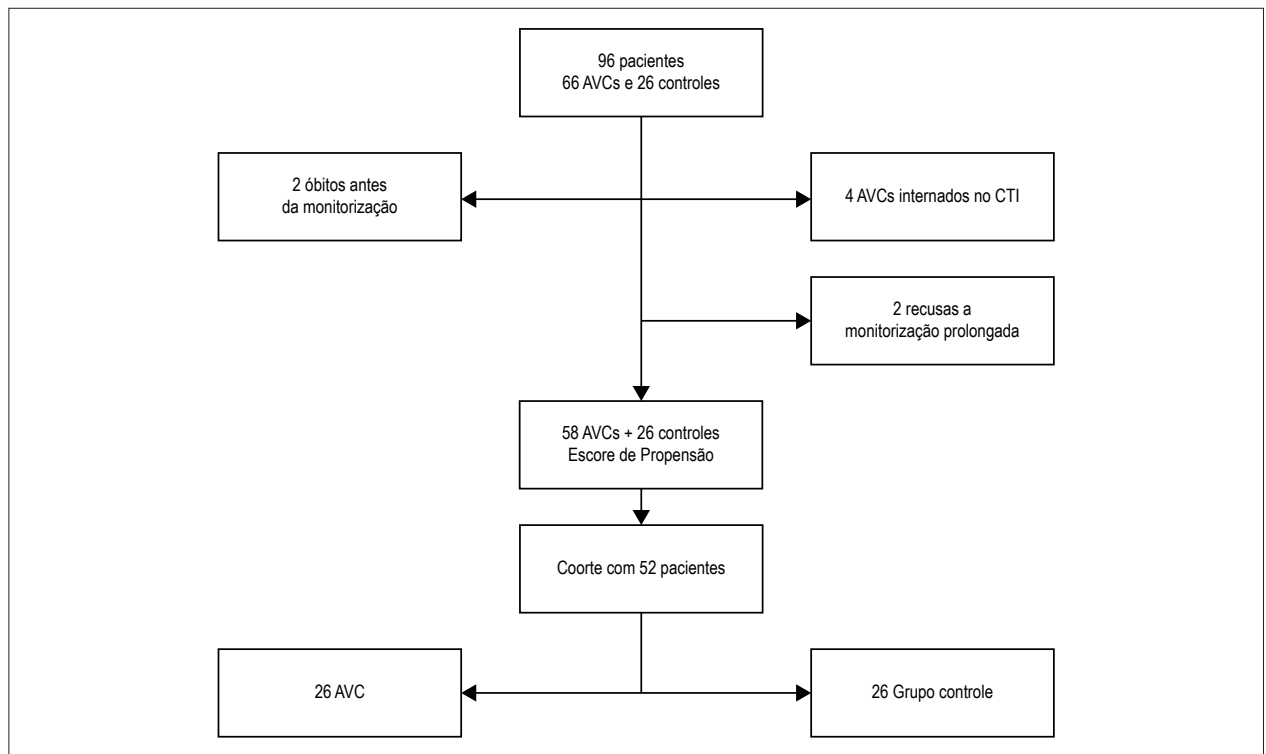 96 pacientes
66 AVCs e 26 controles
2 óbitos antes
da monitorização
4 AVCs internados no CTI
2 recusas a
monitorização prolongada
58 AVCs + 26 controles
Escore de Propensão
Coorte com 52 pacientes
26 AVC
26 Grupo controle